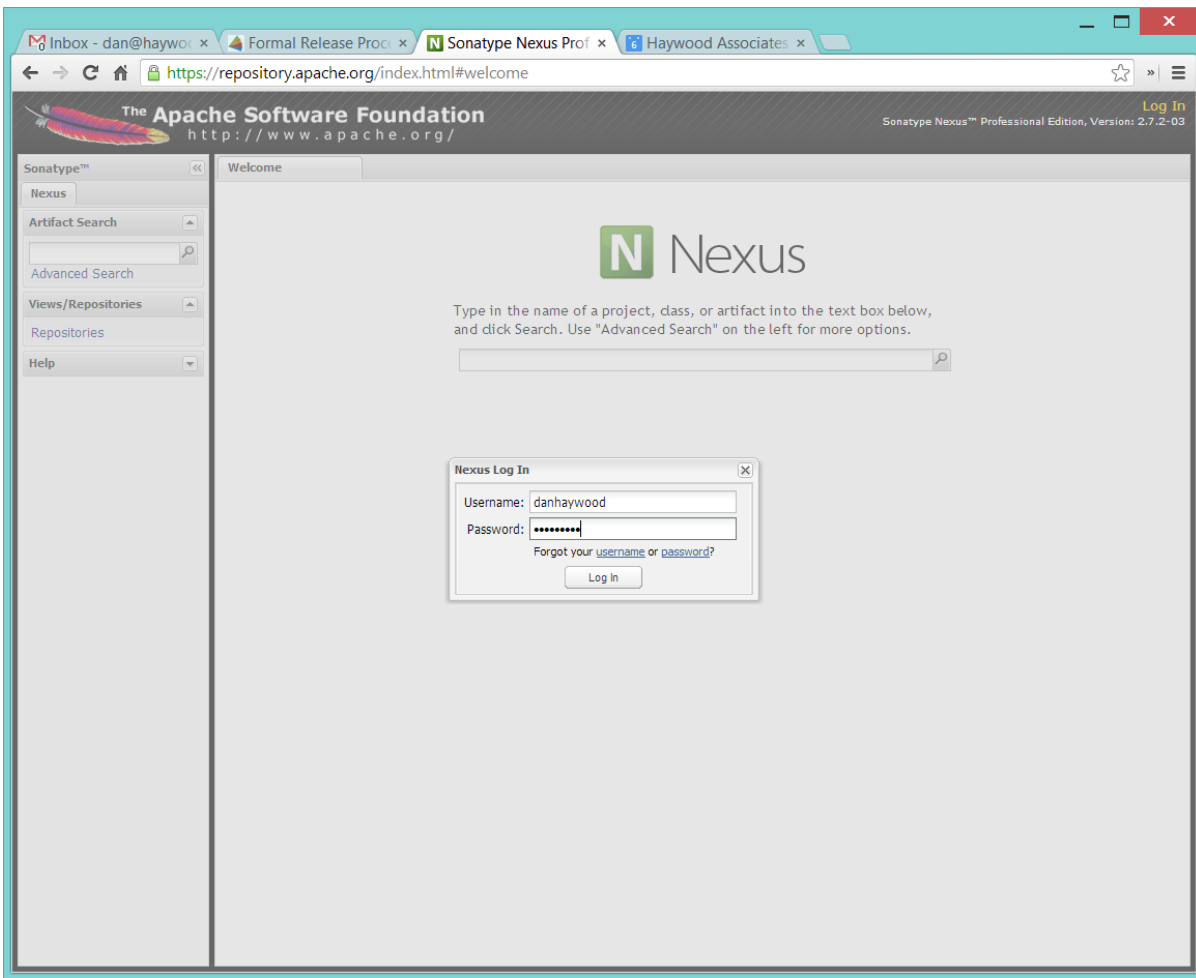 Inbox - dan@haywoo
Formal Release Proc
Sonatype Nexus Prof
Haywood Associates
https://repository.apache.org/index.html#welcome
The Apache Software Foundation
http://www.apache.org/
Log In
Sonatype Nexus™ Professional Edition, Version: 2.7.2-03
Sonatype™
Welcome
Nexus
Artifact Search
Advanced Search
Views/Repositories
Repositories
Help
N Nexus
Type in the name of a project, class, or artifact into the text box below,
and click Search. Use "Advanced Search" on the left for more options.
Nexus Log In
Username: danhaywood
Password: •••••••••
Forgot your username or password?
Log In